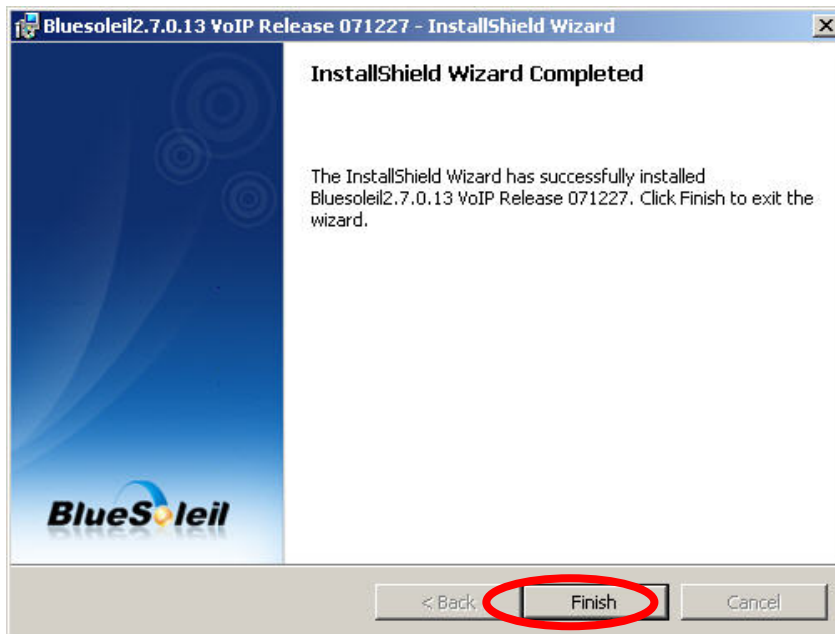 Bluesoleil2.7.0.13 VoIP Release 071227 - InstallShield Wizard
InstallShield Wizard Completed
The InstallShield Wizard has successfully installed
Bluesoleil2.7.0.13 VoIP Release 071227. Click Finish to exit the
wizard.
BlueSoleil
< Back
Finish
Cancel